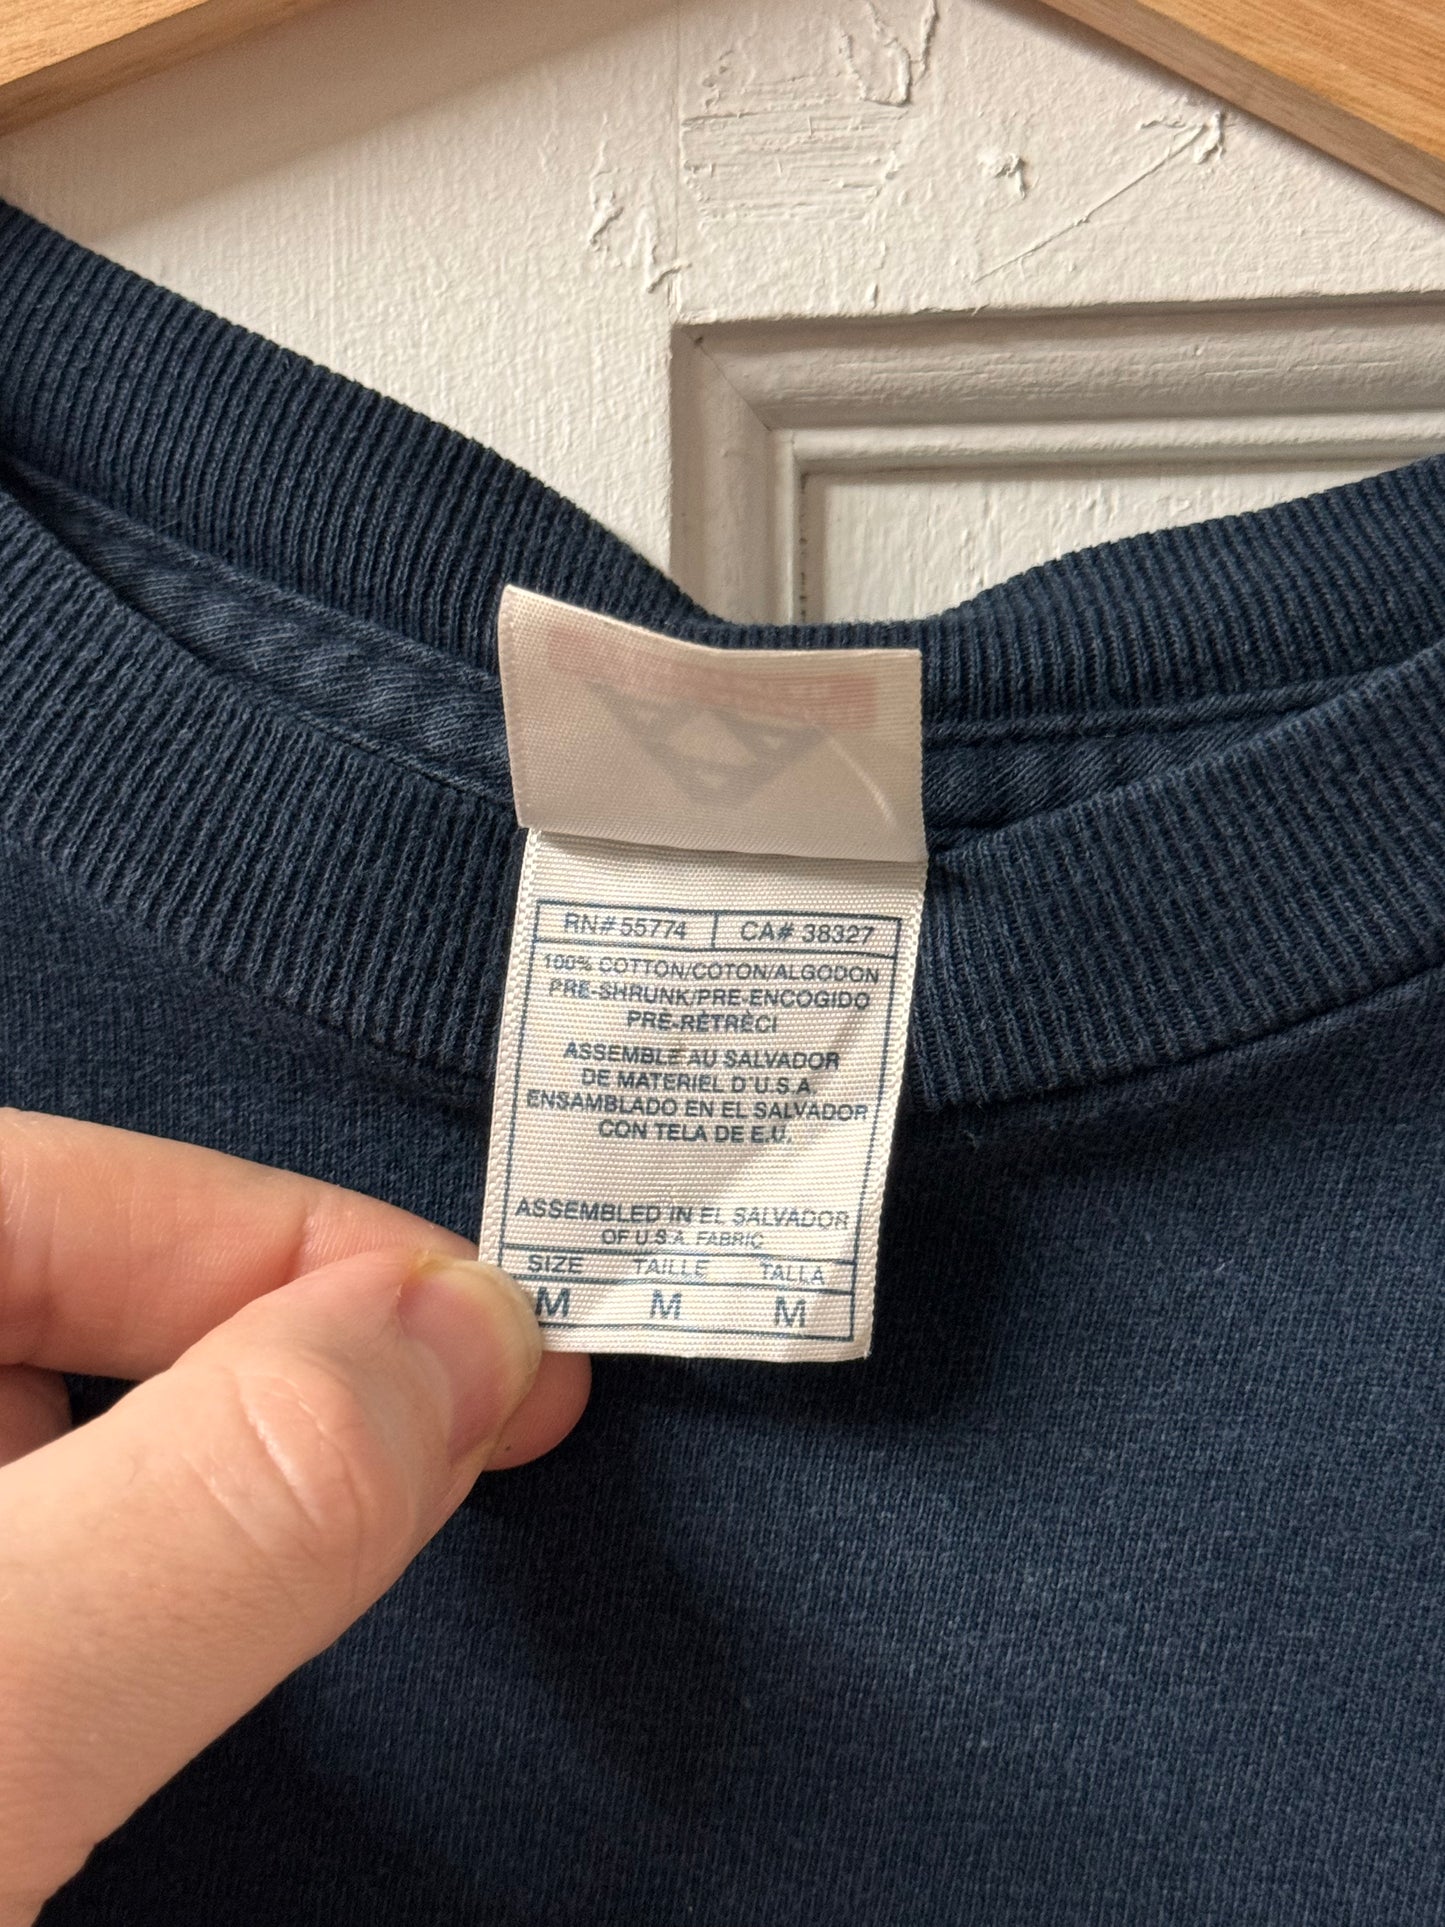 RN# 55774 CA# 38327
100% COTTON/COTON/ALGODON
PRE-SHRUNK/PRE-ENCOGIDO
PRÉ-RÉTRÉCI
ASSEMBLE AU SALVADOR
DE MATERIEL D'U.S.A.
ENSAMBLADO EN EL SALVADOR
CON TELA DE E.U.
ASSEMBLED IN EL SALVADOR
OF U.S.A. FABRIC
SIZE TAILLE TALLA
M M M